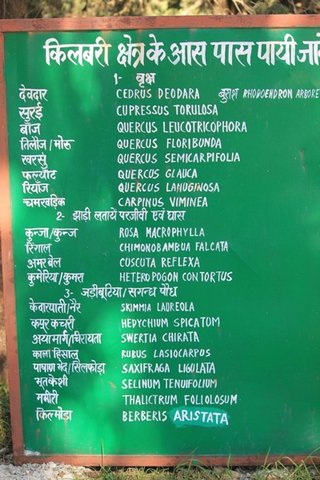 किलबरी क्षेत्र के आस पास पायी जाने
1- वृक्ष
देवदार CEDRUS DEODARA बुरांश RHODOENDRON ARBORE
सुरई CUPRESSUS TORULOSA
बाँज QUERCUS LEUCOTRICOPHORA
तिलौंज/मोरू QUERCUS FLORIBUNDA
खरसु QUERCUS SEMICARPIFOLIA
फल्यांट QUERCUS GLAUCA
रियाँज QUERCUS LANUGINOSA
चमखड़िक CARPINUS VIMINEA
2- झाडी लतायें परजीवी एवं घास
कुन्जा/कुन्ज ROSA MACROPHYLLA
रिंगाल CHIMONOBAMBUA FALCATA
अमर बेल CUSCUTA REFLEXA
कुमेरिया/कुमरा HETEROPOGON CONTORTUS
3- जड़ीबूटियां/सगन्ध पौध
केदारपाती/नैर SKIMMIA LAUREOLA
कपूर कचरी HEDYCHIUM SPICATUM
अयामार्ग/चिरायता SWERTIA CHIRATA
काला हिसालू RUBUS LASIOCARPOS
पाषाण भेद/सिलफोड़ा SAXIFRAGA LIGULATA
भूतकेशी SELINUM TENUIFOLIUM
ममीरी THALICTRUM FOLIOLOSUM
किल्मोड़ा BERBERIS ARISTATA